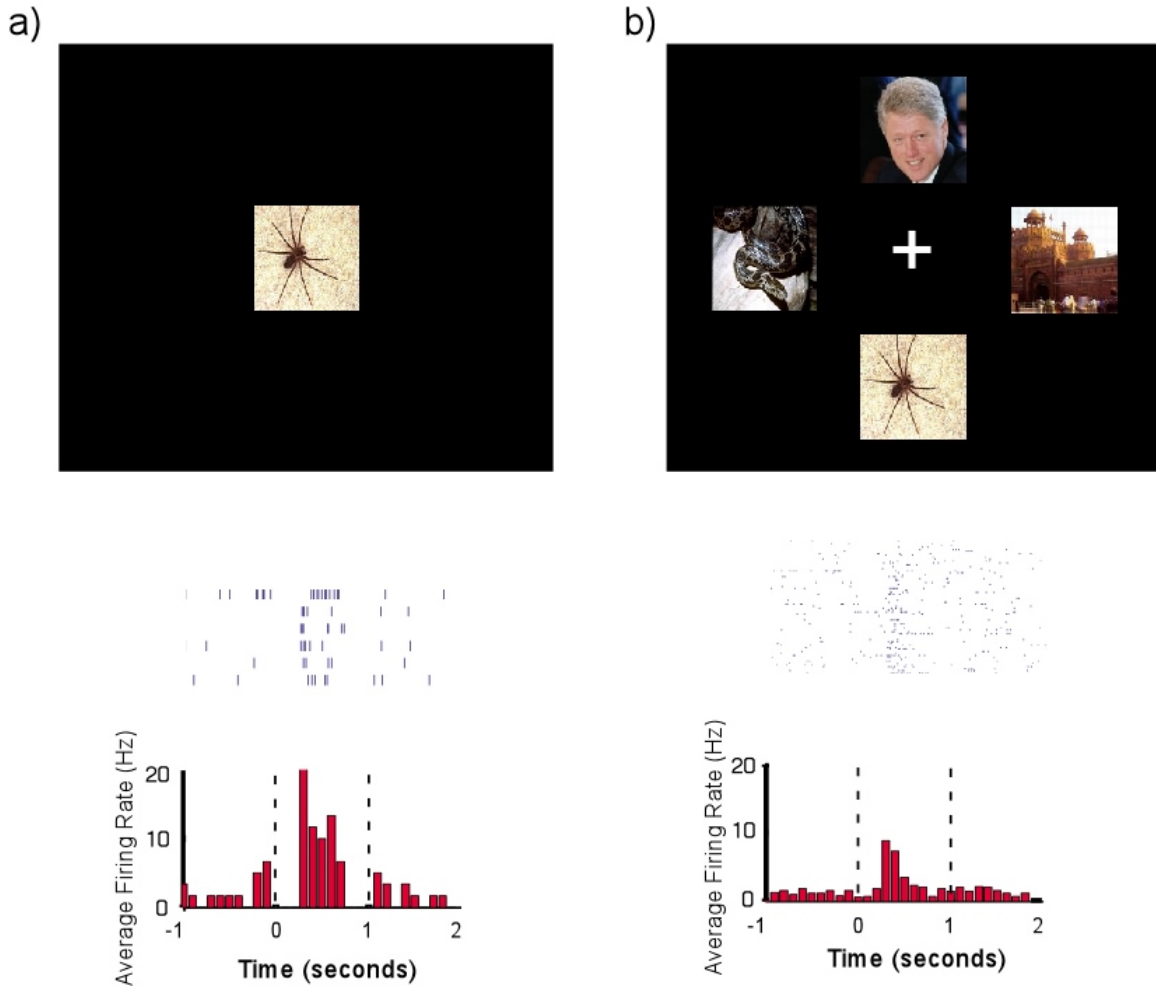 a)
b)
Average Firing Rate (Hz)
20
10
0
-1 0 1 2
Time (seconds)
Average Firing Rate (Hz)
20
10
0
-1 0 1 2
Time (seconds)